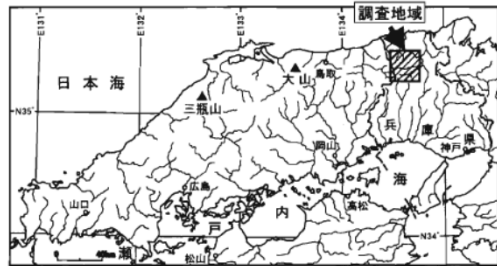 調査地域
E131°
E132°
E133°
E134°
日本海
大山
鳥取
三瓶山
N35°
兵庫県
岡山
神戸
広島
山口
瀬戸内海
高松
松山
N34°
0